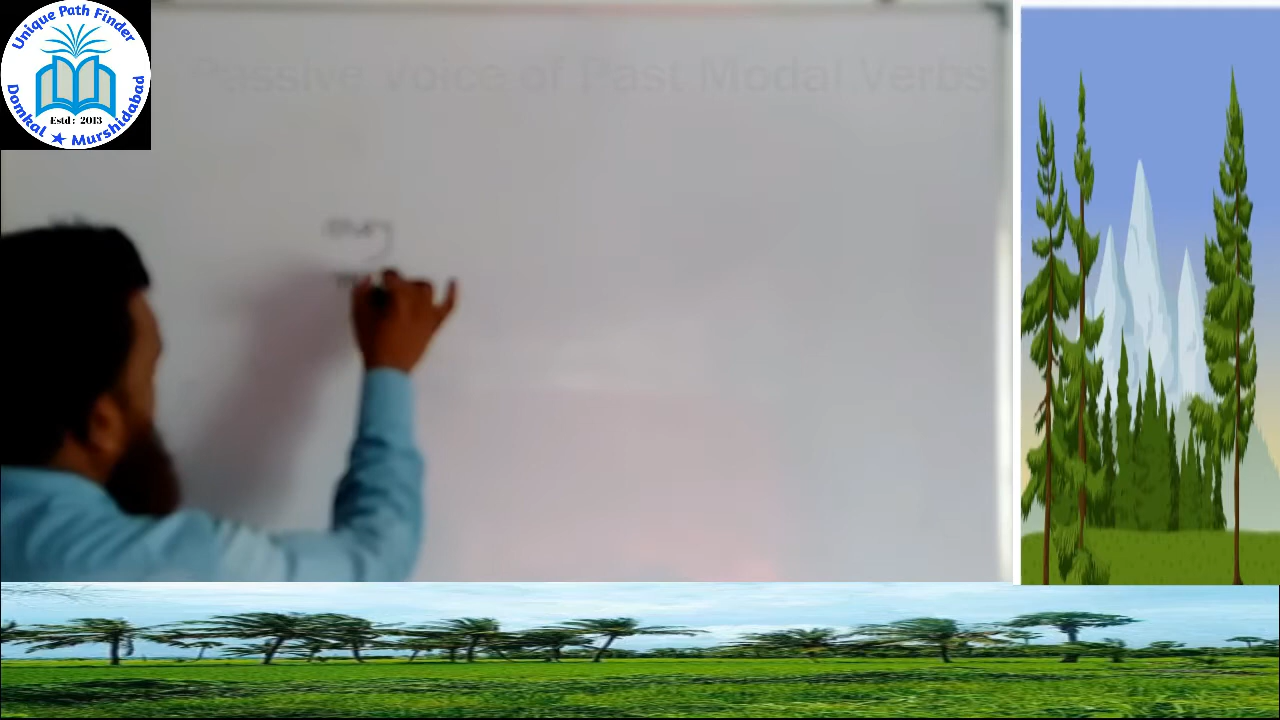 Unique Path Finder
Estd : 2013
Domkal ★ Murshidabad
Passive Voice of Past Modal Verbs